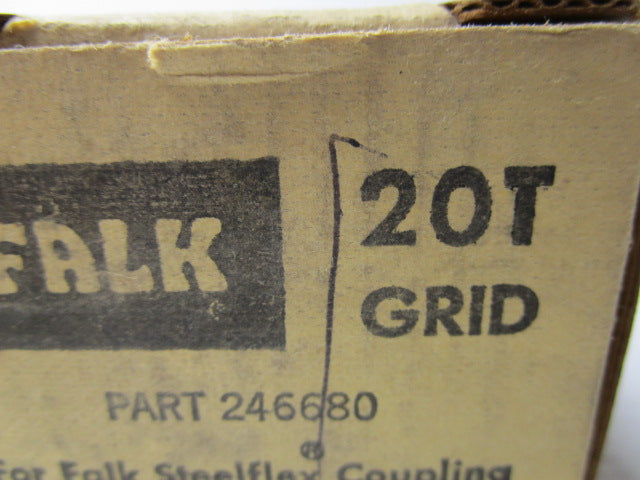 FALK
20T
GRID
PART 246680
For Falk Steelflex® Coupling